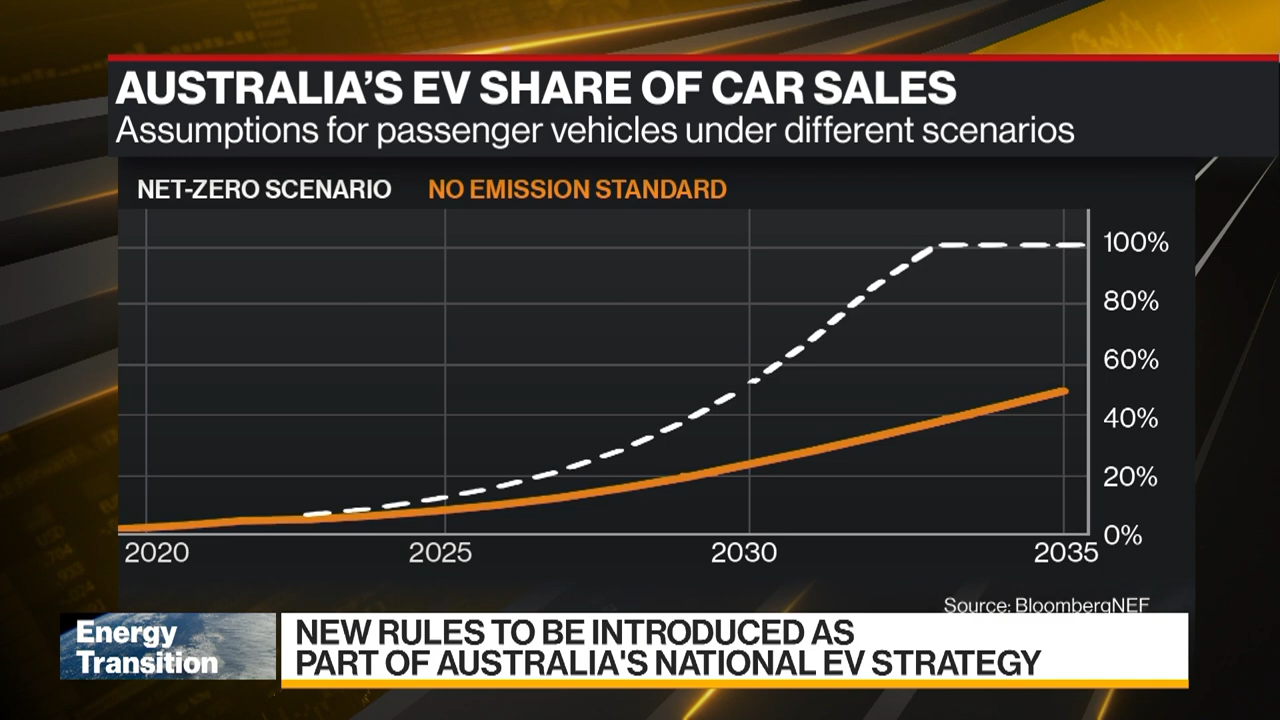 AUSTRALIA'S EV SHARE OF CAR SALES
Assumptions for passenger vehicles under different scenarios
NET-ZERO SCENARIO NO EMISSION STANDARD
100%
80%
60%
40%
20%
0%
2020 2025 2030 2035
Source: BloombergNEF
Energy
Transition
NEW RULES TO BE INTRODUCED AS
PART OF AUSTRALIA'S NATIONAL EV STRATEGY